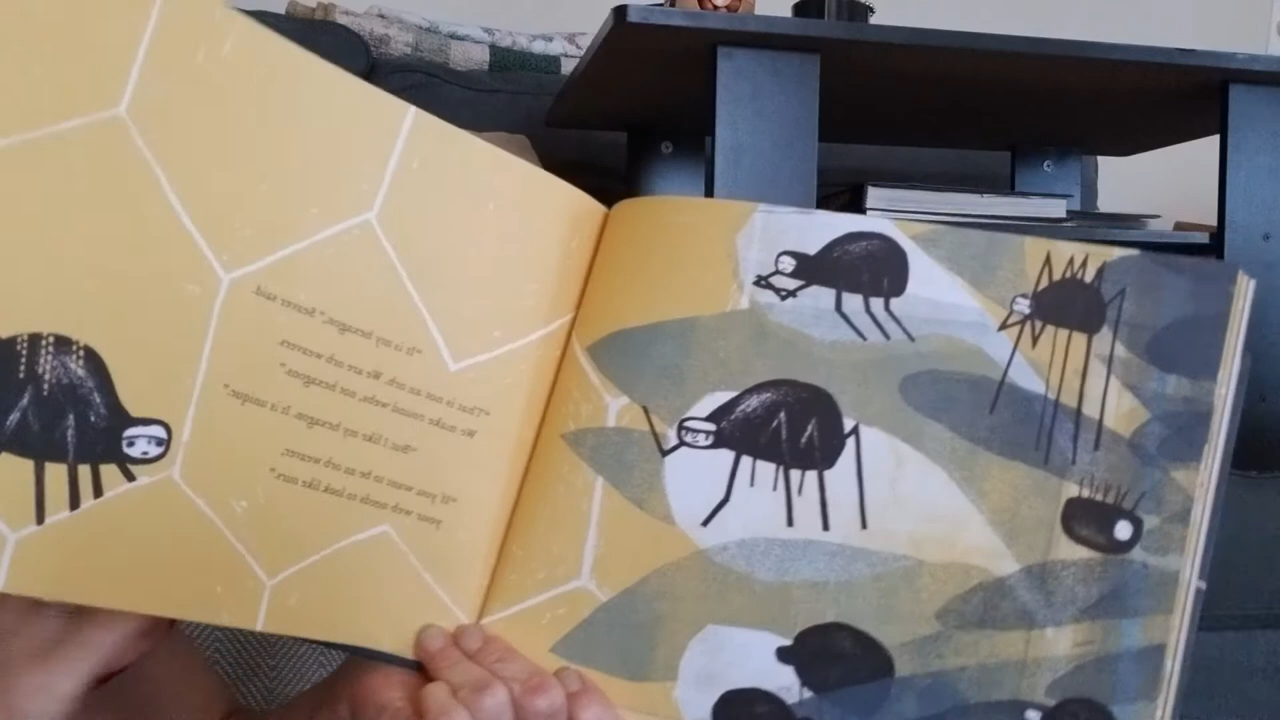 "It is my hexagon," Seaver said.
"That is not an orb. We are orb weavers.
We make round webs, not hexagons."
"But I like my hexagon. It is unique."
"If you want to be an orb weaver,
your web needs to look like ours."